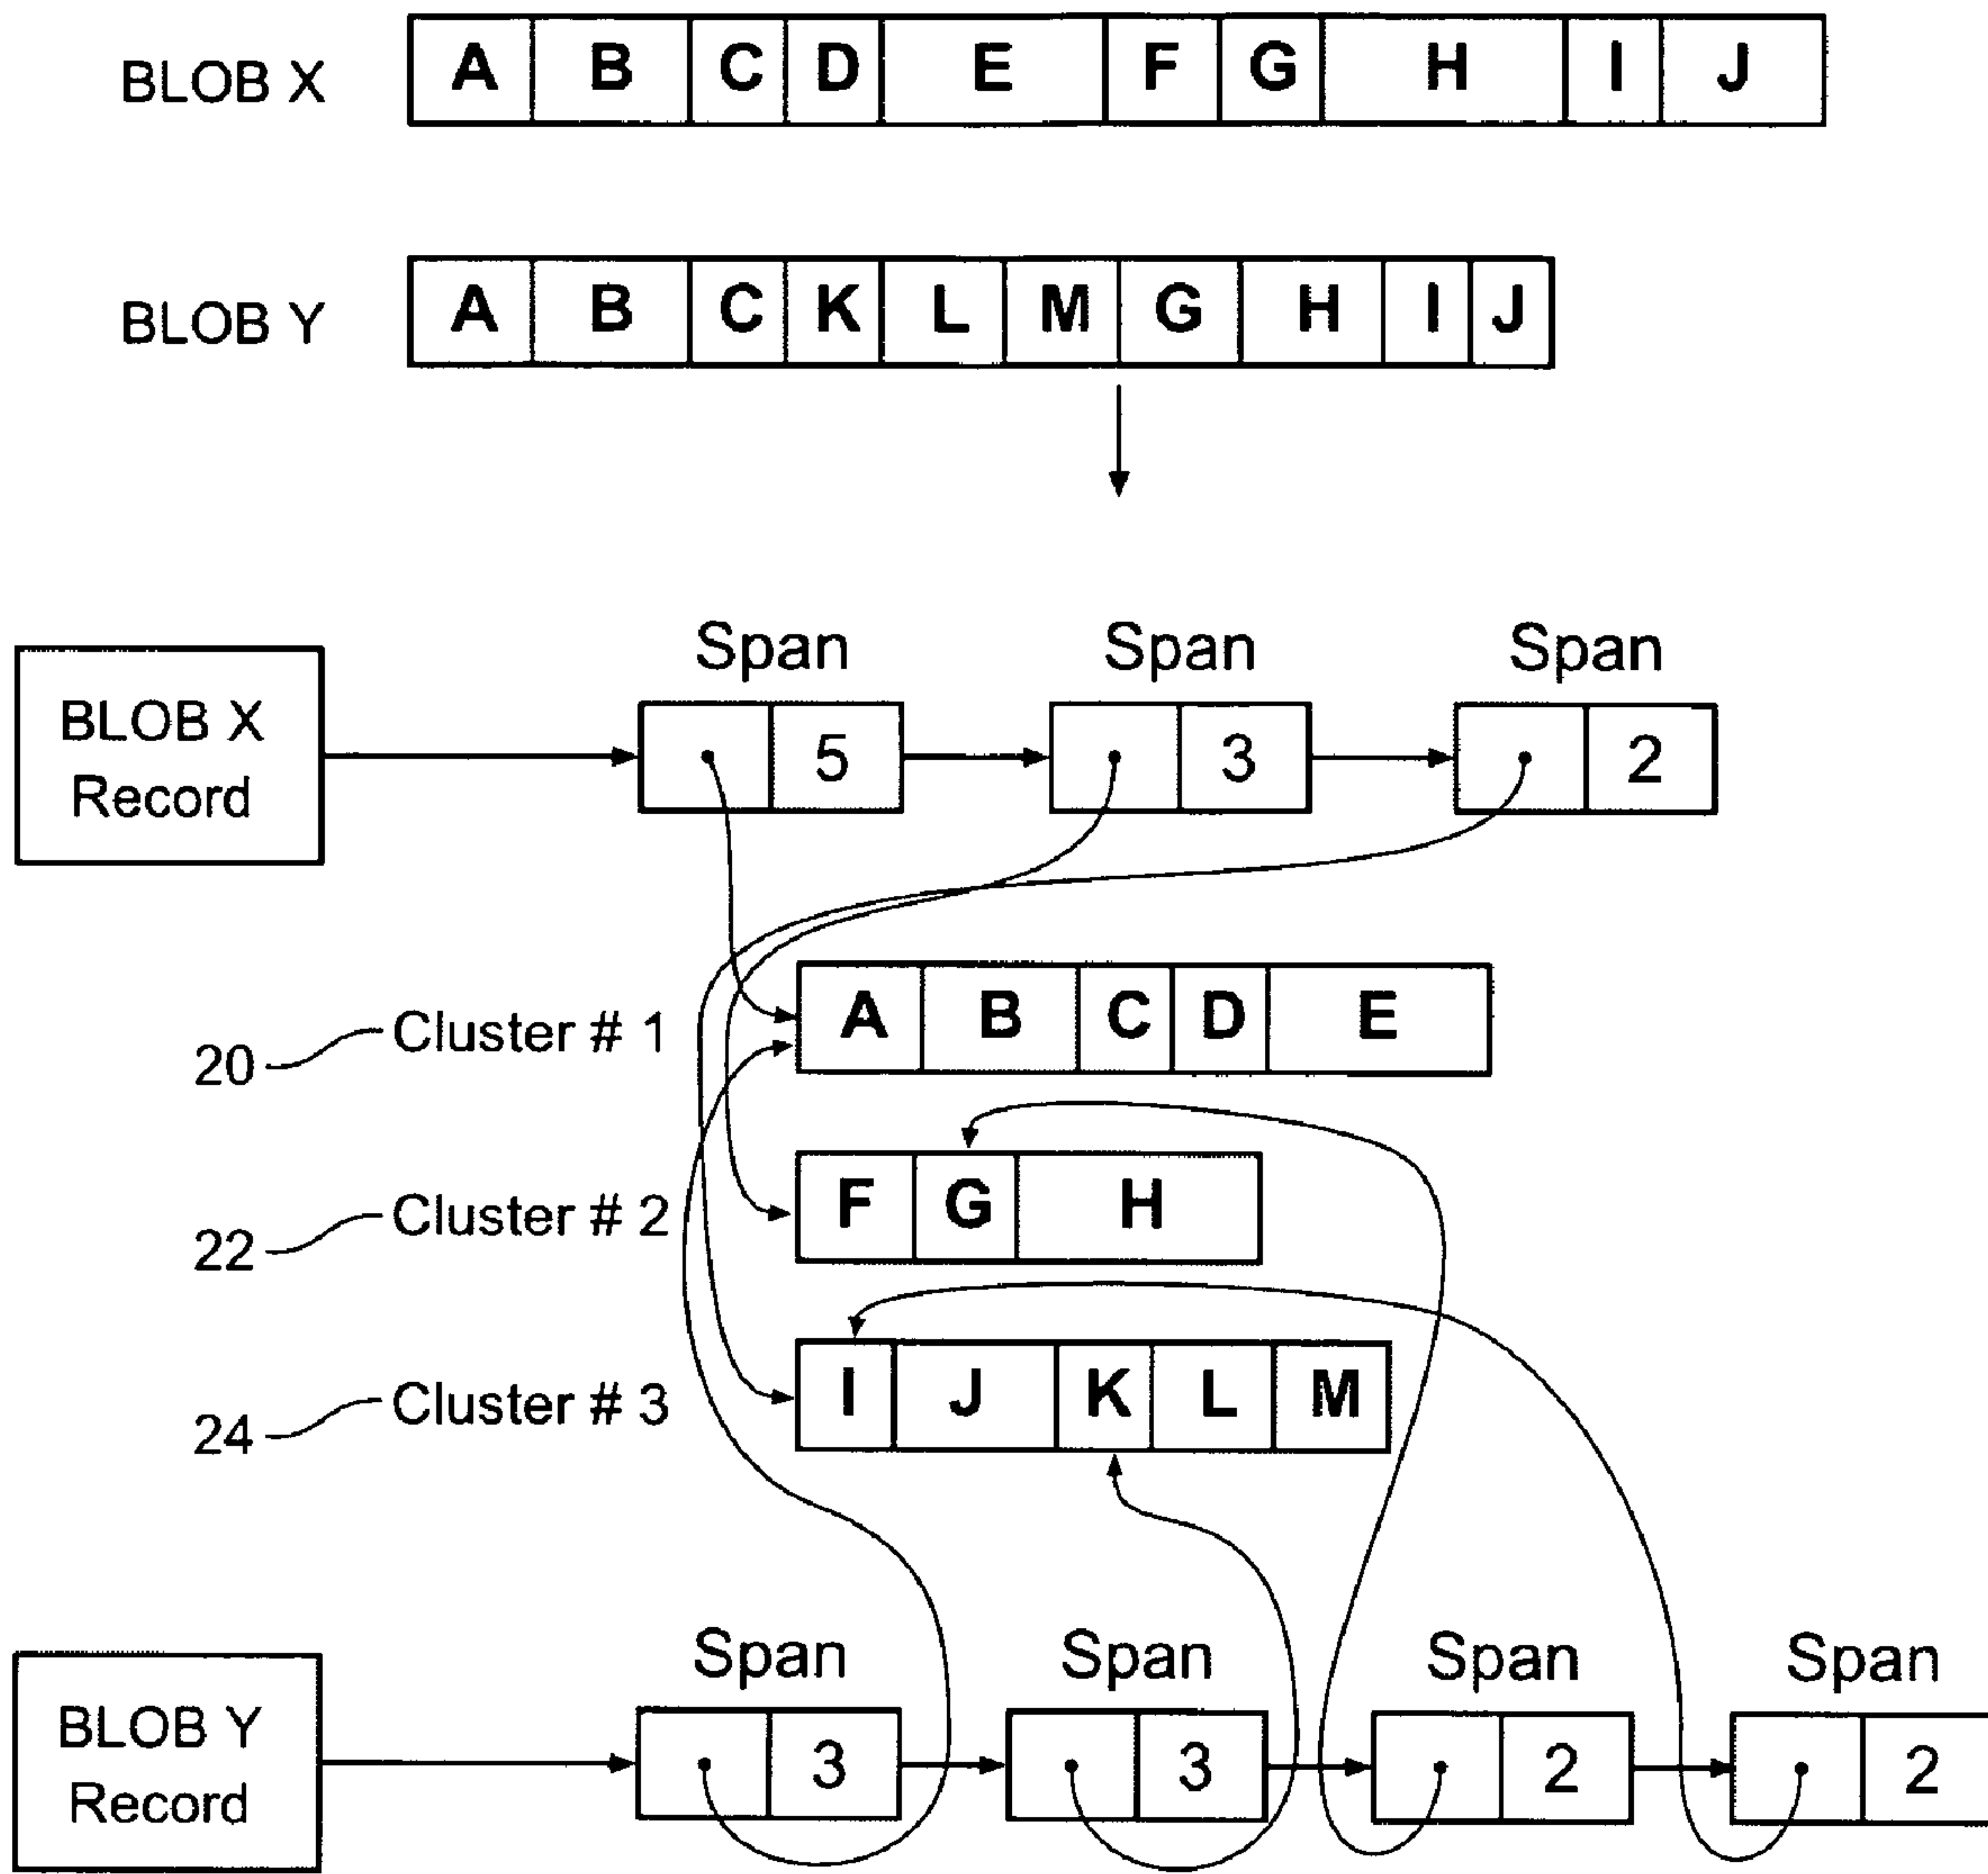 BLOB X A B C D E F G H I J
BLOB Y A B C K L M G H I J
Span Span Span
BLOB X
Record
5 3 2
20 Cluster # 1 A B C D E
22 Cluster # 2 F G H
24 Cluster # 3 I J K L M
Span Span Span Span
BLOB Y
Record
3 3 2 2